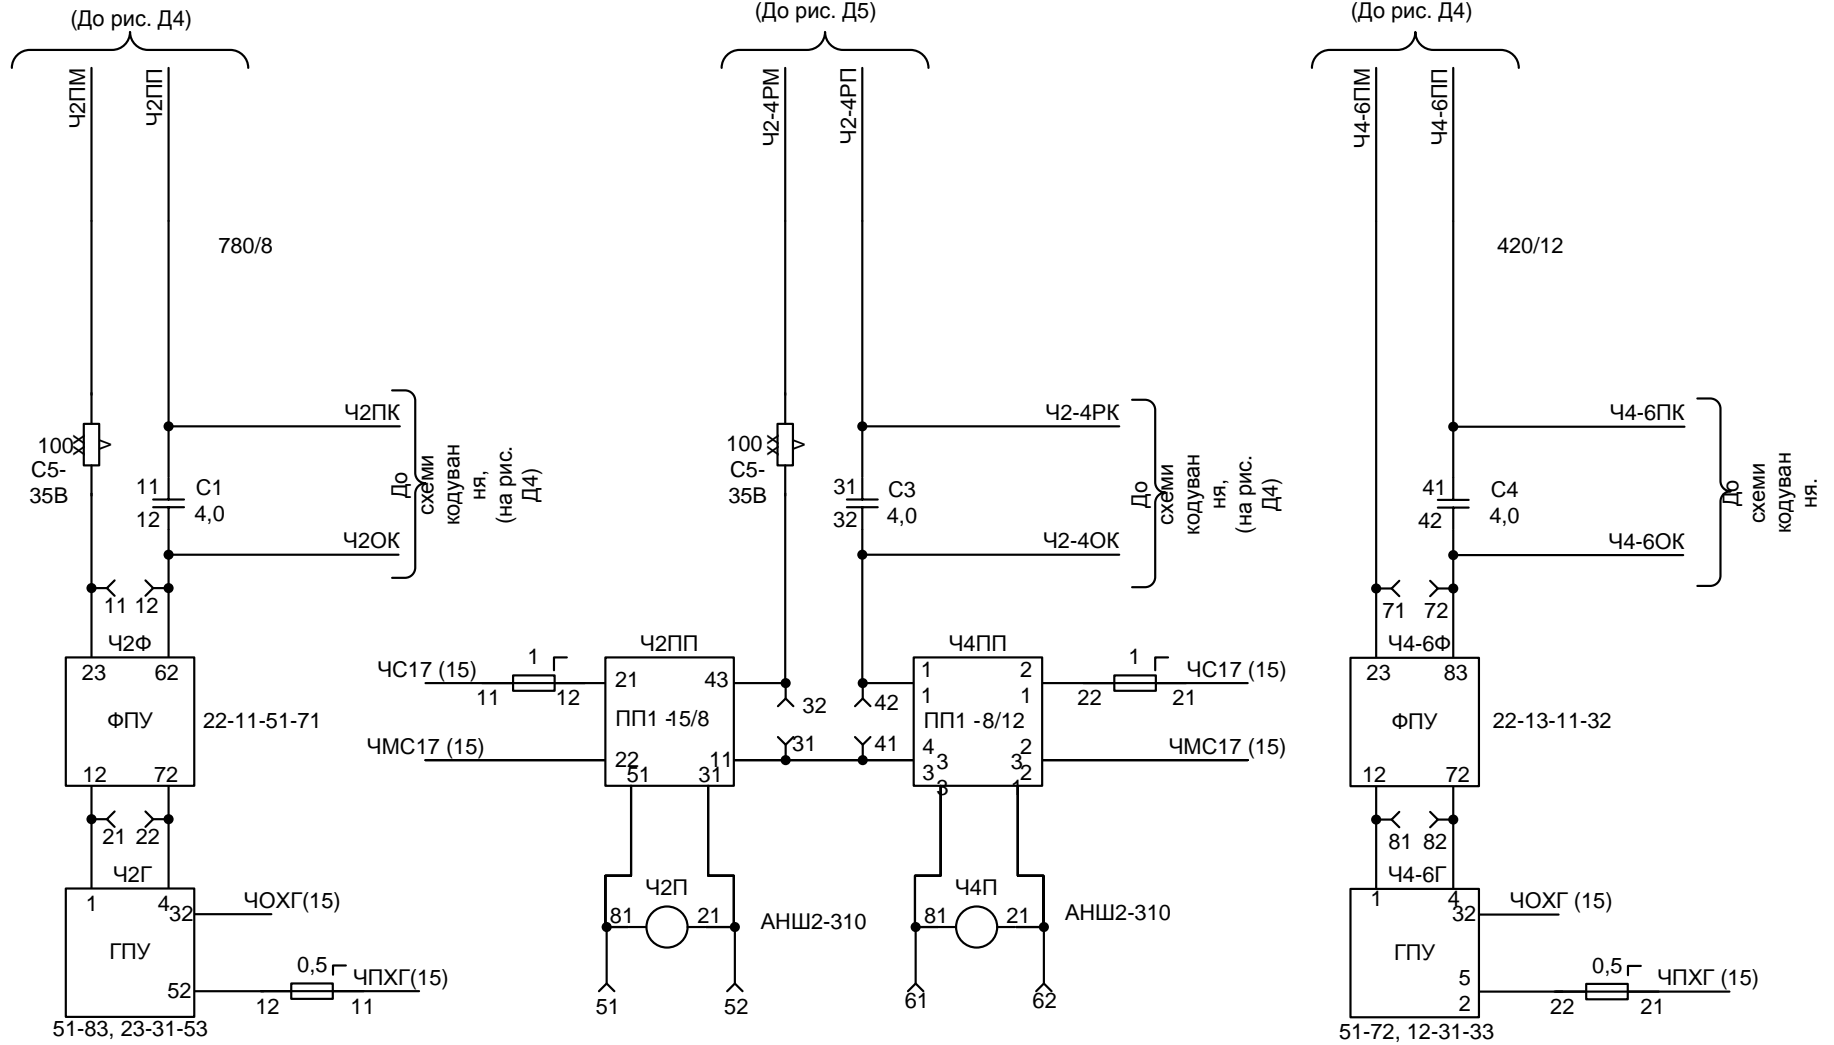 (До рис. Д4)
(До рис. Д5)
(До рис. Д4)
Ч2ПМ
Ч2ПП
Ч2-4РМ
Ч2-4РП
Ч4-6ПМ
Ч4-6ПП
780/8
420/12
Ч2ПК
Ч2-4РК
Ч4-6ПК
100
С5-
35В
11
12
С1
4,0
До
схеми
кодуван
ня,
(на рис.
Д4)
Ч2ОК
100
С5-
35В
31
32
С3
4,0
До
схеми
кодуван
ня,
(на рис.
Д4)
Ч2-4ОК
41
42
С4
4,0
До
схеми
кодуван
ня.
Ч4-6ОК
11 12
71 72
Ч2Ф
23 62
ФПУ
22-11-51-71
12 72
21 22
Ч2Г
1 4
32
ЧОХГ(15)
ГПУ
52
0,5
ЧПХГ(15)
12 11
51-83, 23-31-53
ЧС17 (15)
1
11 12
ЧМС17 (15)
Ч2ПП
21 43
ПП1 -15/8
22 11
51 31
32 42
31 41
Ч4ПП
1 2
1 1
ПП1 -8/12
4 2
3 3
3 2
3 1
1
22 21
ЧС17 (15)
ЧМС17 (15)
Ч2П
81 21
АНШ2-310
51 52
Ч4П
81 21
АНШ2-310
61 62
Ч4-6Ф
23 83
ФПУ
22-13-11-32
12 72
81 82
Ч4-6Г
1 4
32
ЧОХГ (15)
ГПУ
5
2
0,5
ЧПХГ (15)
22 21
51-72, 12-31-33